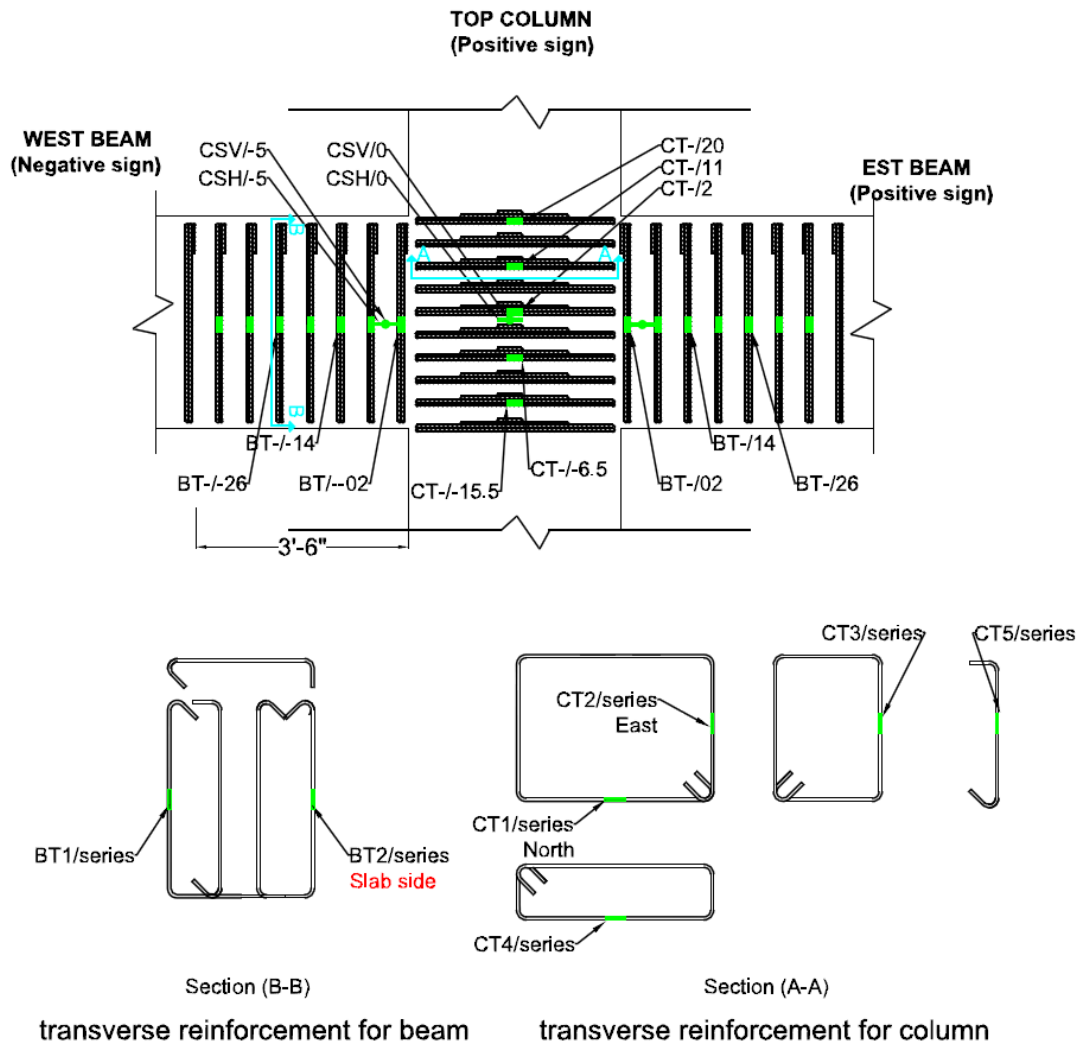 TOP COLUMN
(Positive sign)
WEST BEAM
(Negative sign)
CSV/-5
CSH/-5
CSV/0
CSH/0
CT-/20
CT-/11
CT-/2
EST BEAM
(Positive sign)
B
A
A
B
BT-/-14
BT-/-26
BT/--02
CT-/-15.5
CT-/-6.5
BT-/02
BT-/14
BT-/26
3'-6"
CT3/series
CT5/series
CT2/series
East
BT1/series
BT2/series
Slab side
CT1/series
North
CT4/series
Section (B-B)
Section (A-A)
transverse reinforcement for beam
transverse reinforcement for column